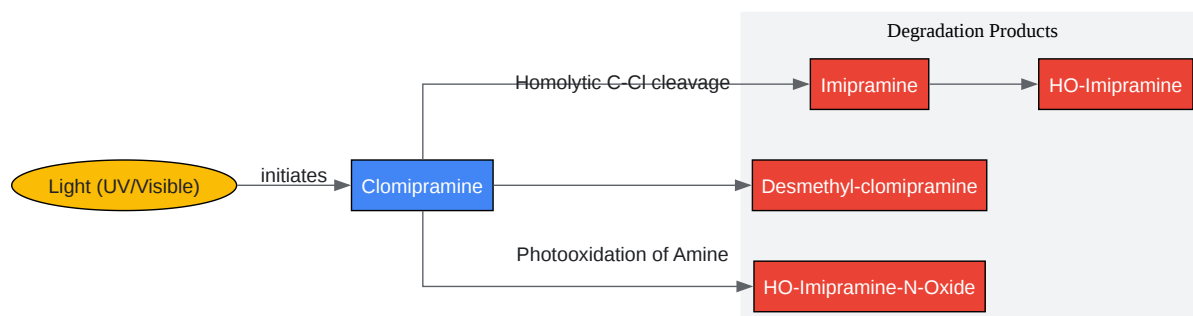 Degradation Products
Homolytic C-Cl cleavage
Imipramine
HO-Imipramine
Light (UV/Visible)
initiates
Clomipramine
Desmethyl-clomipramine
Photooxidation of Amine
HO-Imipramine-N-Oxide